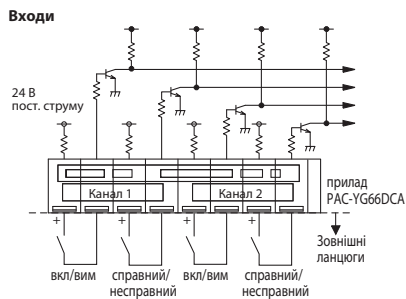 Входи
24 В
пост. струму
Канал 1
Канал 2
прилад
PAC-YG66DCA
+
+
+
+
Зовнішні
ланцюги
вкл/вим
справний/
несправний
вкл/вим
справний/
несправний